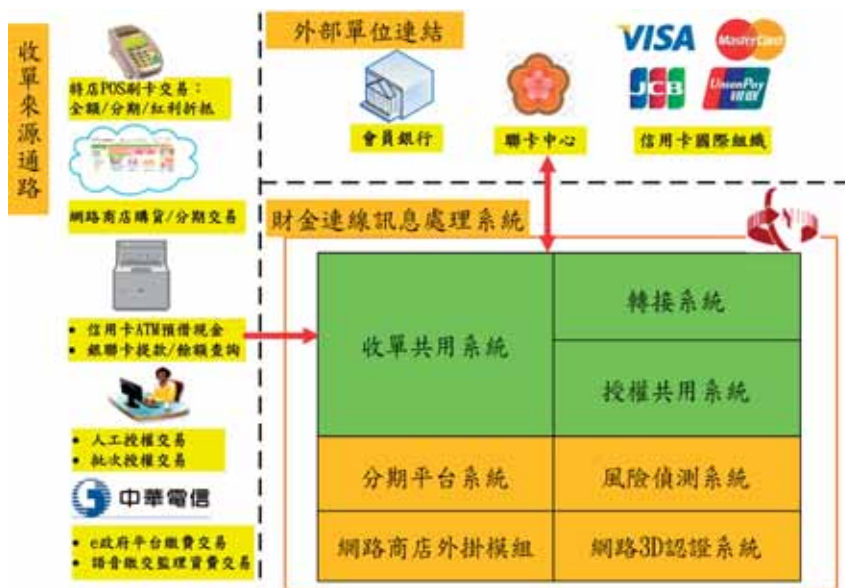 收單來源通路
特店POS刷卡交易：
全額/分期/紅利折抵
網路商店購貨/分期交易
• 信用卡ATM預借現金
• 銀聯卡提款/餘額查詢
• 人工授權交易
• 批次授權交易
中華電信
• e政府平台繳費交易
• 語音繳交監理資費交易
外部單位連結
會員銀行
聯卡中心
VISA
MasterCard
JCB
UnionPay
银联
信用卡國際組織
財金連線訊息處理系統
收單共用系統
轉接系統
授權共用系統
分期平台系統
風險偵測系統
網路商店外掛模組
網路3D認證系統